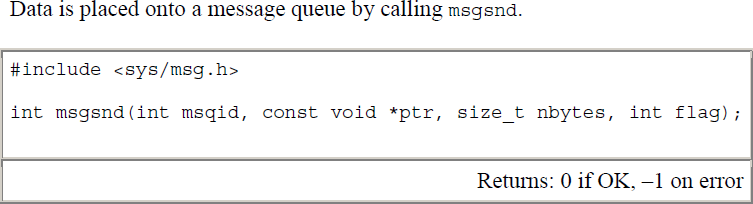 Data is placed onto a message queue by calling msgsnd.
#include <sys/msg.h>
int msgsnd(int msqid, const void *ptr, size_t nbytes, int flag);
Returns: 0 if OK, –1 on error